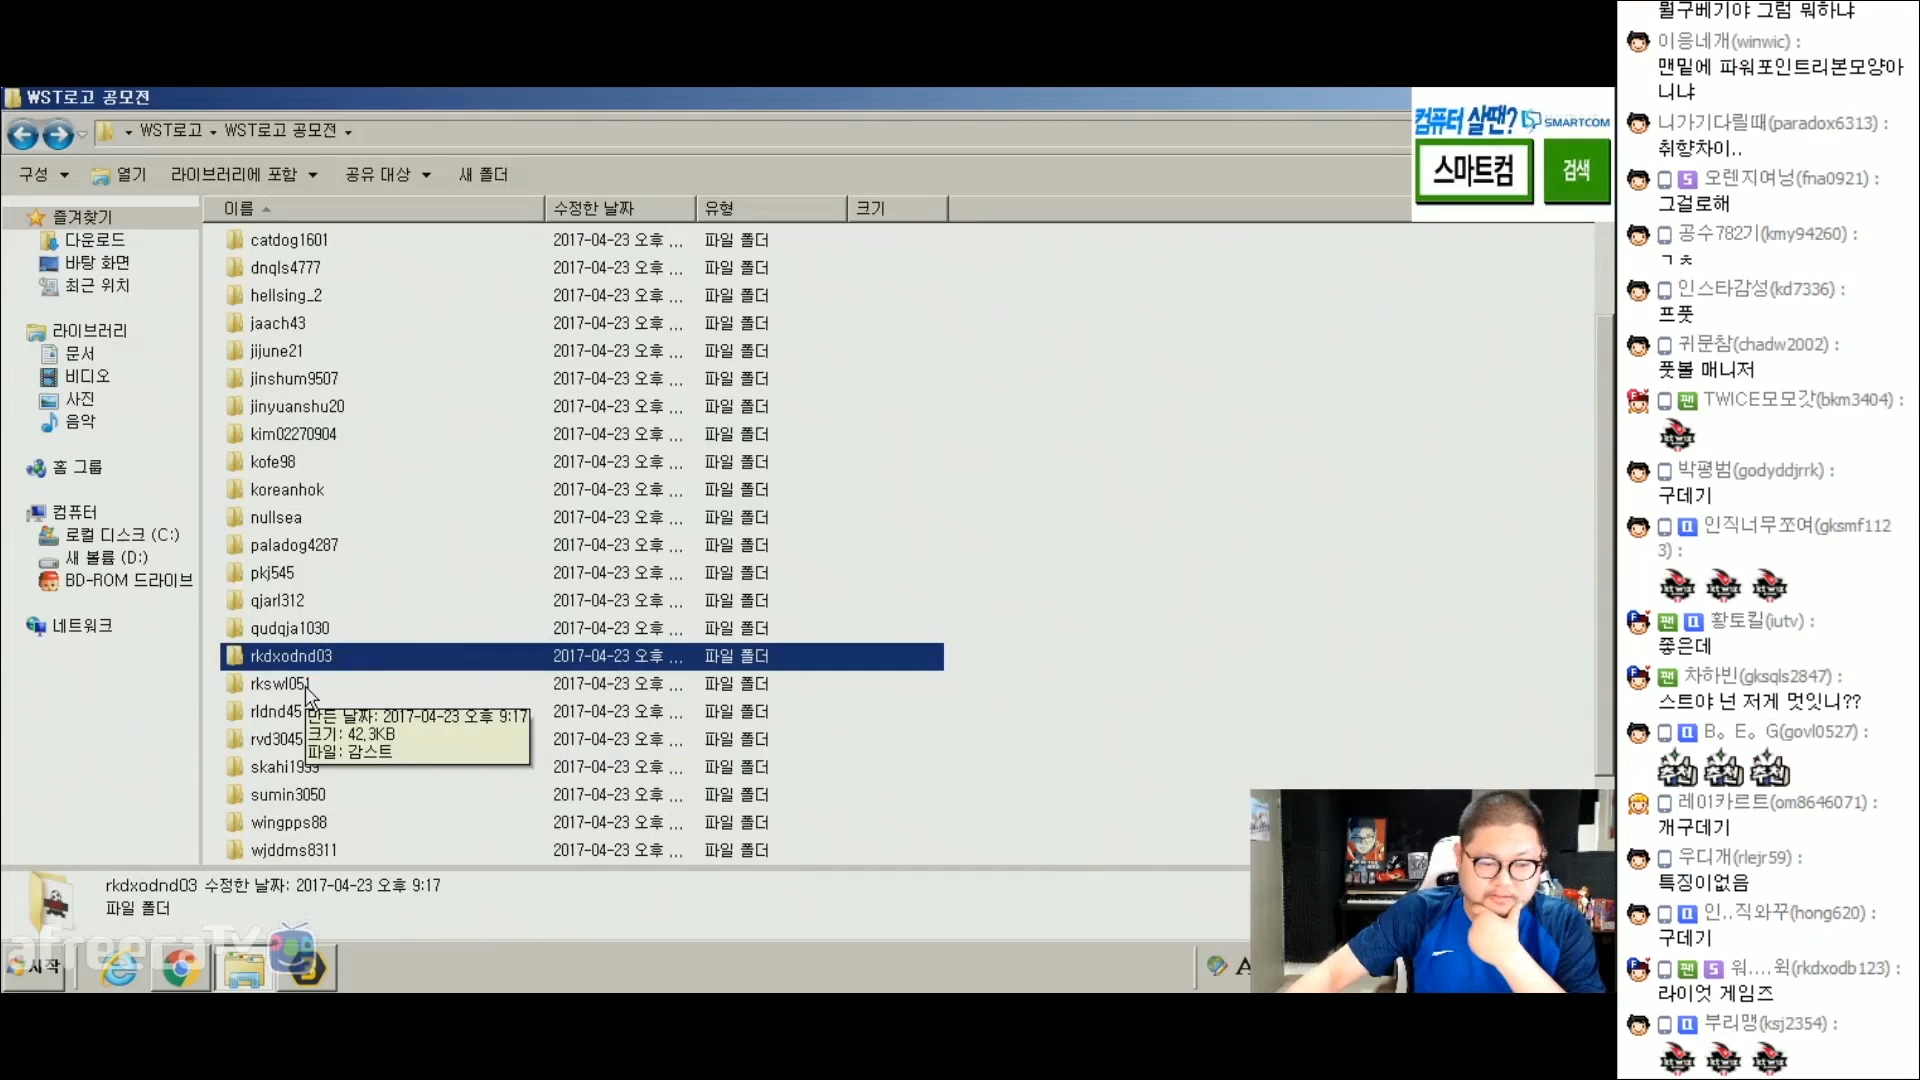 WST로고 공모전
WST로고 WST로고 공모전
구성 열기 라이브러리에 포함 공유 대상 새 폴더
컴퓨터 살땐? SMARTCOM
스마트컴 검색
즐겨찾기
다운로드
바탕 화면
최근 위치
라이브러리
문서
비디오
사진
음악
홈 그룹
컴퓨터
로컬 디스크 (C:)
새 볼륨 (D:)
BD-ROM 드라이브
네트워크
이름 수정한 날짜 유형 크기
catdog1601 2017-04-23 오후 ... 파일 폴더
dnqls4777 2017-04-23 오후 ... 파일 폴더
hellsing_2 2017-04-23 오후 ... 파일 폴더
jaach43 2017-04-23 오후 ... 파일 폴더
jijune21 2017-04-23 오후 ... 파일 폴더
jinshum9507 2017-04-23 오후 ... 파일 폴더
jinyuanshu20 2017-04-23 오후 ... 파일 폴더
kim02270904 2017-04-23 오후 ... 파일 폴더
kofe98 2017-04-23 오후 ... 파일 폴더
koreanhok 2017-04-23 오후 ... 파일 폴더
nullsea 2017-04-23 오후 ... 파일 폴더
paladog4287 2017-04-23 오후 ... 파일 폴더
pkj545 2017-04-23 오후 ... 파일 폴더
qjarl312 2017-04-23 오후 ... 파일 폴더
qudqja1030 2017-04-23 오후 ... 파일 폴더
rkdxodnd03 2017-04-23 오후 ... 파일 폴더
rkswl051 2017-04-23 오후 ... 파일 폴더
rldnd45 2017-04-23 오후 ... 파일 폴더
rvd3045 2017-04-23 오후 ... 파일 폴더
skahi1999 2017-04-23 오후 ... 파일 폴더
sumin3050 2017-04-23 오후 ... 파일 폴더
wingpps88 2017-04-23 오후 ... 파일 폴더
wjddms8311 2017-04-23 오후 ... 파일 폴더
만든 날짜: 2017-04-23 오후 9:17
크기: 42,3KB
파일: 감스트
rkdxodnd03 수정한 날짜: 2017-04-23 오후 9:17
파일 폴더
afreecaTV
시작
A
뭘구베기야 그럼 뭐하냐
이응네개(winwic) :
맨밑에 파워포인트리본모양아
니냐
니가기다릴때(paradox6313) :
취향차이..
S 오렌지여넝(fna0921) :
그걸로해
공수782기(kmy94260) :
ㄱㅊ
인스타감성(kd7336) :
프풋
귀문참(chadw2002) :
풋볼 매니저
팬 TWICE모모갓(bkm3404) :
박평범(godyddjrrk) :
구데기
인직너무쪼여(gksmf112
3) :
팬 황토킬(iutv) :
좋은데
팬 차하빈(gksqls2847) :
스트야 넌 저게 멋잇니??
B。E。G(govl0527) :
추천 추천 추천
레이카르트(om8646071) :
개구데기
우디개(rlejr59) :
특징이없음
인..직와꾸(hong620) :
구데기
팬 S 워....윅(rkdxodb123) :
라이엇 게임즈
부리맹(ksj2354) :